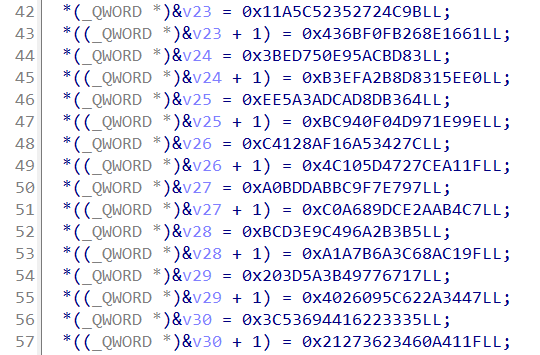 42 *(_QWORD *)&v23 = 0x11A5C52352724C9BLL;
43 *((_QWORD *)&v23 + 1) = 0x436BF0FB268E1661LL;
44 *(_QWORD *)&v24 = 0x3BED750E95ACBD83LL;
45 *((_QWORD *)&v24 + 1) = 0xB3EFA2B8D8315EE0LL;
46 *(_QWORD *)&v25 = 0xEE5A3ADCAD8DB364LL;
47 *((_QWORD *)&v25 + 1) = 0xBC940F04D971E99ELL;
48 *(_QWORD *)&v26 = 0xC4128AF16A53427CLL;
49 *((_QWORD *)&v26 + 1) = 0x4C105D4727CEA11FLL;
50 *(_QWORD *)&v27 = 0xA0BDDABBC9F7E797LL;
51 *((_QWORD *)&v27 + 1) = 0xC0A689DCE2AAB4C7LL;
52 *(_QWORD *)&v28 = 0xBCD3E9C496A2B3B5LL;
53 *((_QWORD *)&v28 + 1) = 0xA1A7B6A3C68AC19FLL;
54 *(_QWORD *)&v29 = 0x203D5A3B49776717LL;
55 *((_QWORD *)&v29 + 1) = 0x4026095C622A3447LL;
56 *(_QWORD *)&v30 = 0x3C53694416223335LL;
57 *((_QWORD *)&v30 + 1) = 0x21273623460A411FLL;